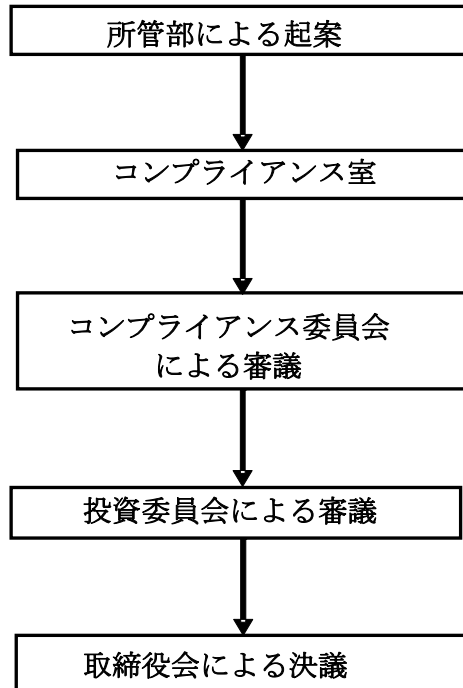 所管部による起案
コンプライアンス室
コンプライアンス委員会
による審議
投資委員会による審議
取締役会による決議